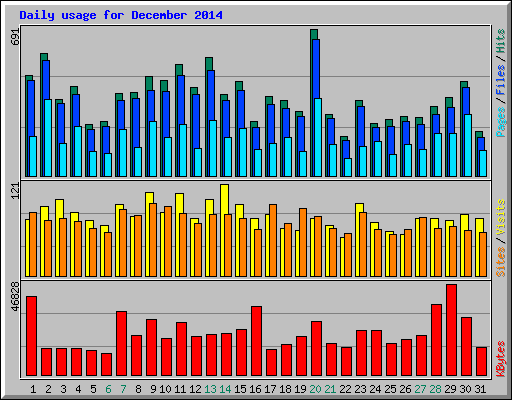 Daily usage for December 2014
691
Pages / Files / Hits
121
Sites / Visits
46828
KBytes
1 2 3 4 5 6 7 8 9 10 11 12 13 14 15 16 17 18 19 20 21 22 23 24 25 26 27 28 29 30 31